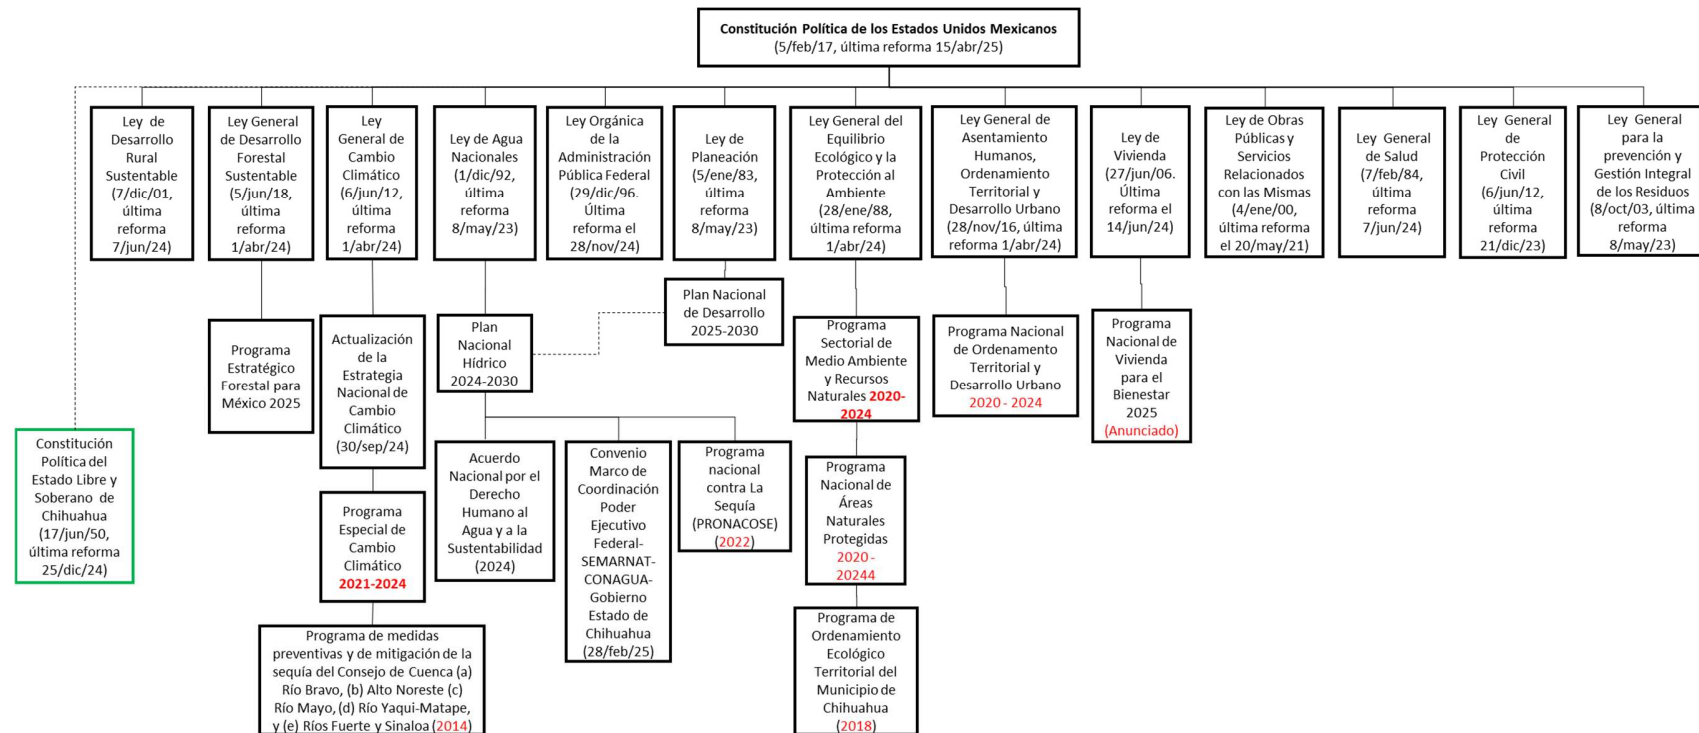 Constitución Política de los Estados Unidos Mexicanos
(5/feb/17, última reforma 15/abr/25)
Ley de
Desarrollo
Rural
Sustentable
(7/dic/01,
última
reforma
7/jun/24)
Ley General
de Desarrollo
Forestal
Sustentable
(5/jun/18,
última
reforma
1/abr/24)
Ley
General de
Cambio
Climático
(6/jun/12,
última
reforma
1/abr/24)
Ley de Agua
Nacionales
(1/dic/92,
última
reforma
8/may/23)
Ley Orgánica
de la
Administración
Pública Federal
(29/dic/96.
Última
reforma el
28/nov/24)
Ley de
Planeación
(5/ene/83,
última
reforma
8/may/23)
Ley General del
Equilibrio
Ecológico y la
Protección al
Ambiente
(28/ene/88,
última reforma
1/abr/24)
Ley General de
Asentamiento
Humanos,
Ordenamiento
Territorial y
Desarrollo Urbano
(28/nov/16, última
reforma 1/abr/24)
Ley de
Vivienda
(27/jun/06.
Última
reforma el
14/jun/24)
Ley de Obras
Públicas y
Servicios
Relacionados
con las Mismas
(4/ene/00,
última reforma
el 20/may/21)
Ley General
de Salud
(7/feb/84,
última
reforma
7/jun/24)
Ley General
de
Protección
Civil
(6/jun/12,
última
reforma
21/dic/23)
Ley General
para la
prevención y
Gestión Integral
de los Residuos
(8/oct/03, última
reforma
8/may/23)
Plan Nacional
de Desarrollo
2025-2030
Programa
Estratégico
Forestal para
México 2025
Actualización
de la
Estrategia
Nacional de
Cambio
Climático
(30/sep/24)
Plan
Nacional
Hídrico
2024-2030
Programa
Sectorial de
Medio Ambiente
y Recursos
Naturales 2020-
2024
Programa Nacional
de Ordenamiento
Territorial y
Desarrollo Urbano
2020 - 2024
Programa
Nacional de
Vivienda
para el
Bienestar
2025
(Anunciado)
Constitución
Política del
Estado Libre y
Soberano de
Chihuahua
(17/jun/50,
última reforma
25/dic/24)
Programa
Especial de
Cambio
Climático
2021-2024
Acuerdo
Nacional por el
Derecho
Humano al
Agua y a la
Sustentabilidad
(2024)
Convenio
Marco de
Coordinación
Poder
Ejecutivo
Federal-
SEMARNAT-
CONAGUA-
Gobierno
Estado de
Chihuahua
(28/feb/25)
Programa
nacional
contra La
Sequía
(PRONACOSE)
(2022)
Programa
Nacional de
Áreas
Naturales
Protegidas
2020 -
20244
Programa de medidas
preventivas y de mitigación de la
sequía del Consejo de Cuenca (a)
Río Bravo, (b) Alto Noreste (c)
Río Mayo, (d) Río Yaqui-Matape,
y (e) Ríos Fuerte y Sinaloa (2014)
Programa de
Ordenamiento
Ecológico
Territorial del
Municipio de
Chihuahua
(2018)